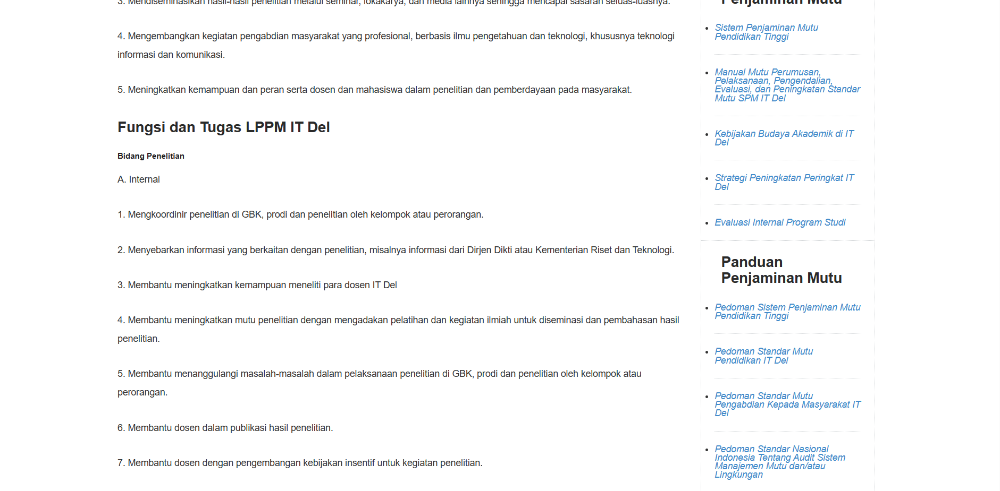 3. Mendiseminasikan hasil-hasil penelitian melalui seminar, lokakarya, dan media lainnya sehingga mencapai sasaran seluas-luasnya.
4. Mengembangkan kegiatan pengabdian masyarakat yang profesional, berbasis ilmu pengetahuan dan teknologi, khususnya teknologi
informasi dan komunikasi.
5. Meningkatkan kemampuan dan peran serta dosen dan mahasiswa dalam penelitian dan pemberdayaan pada masyarakat.
Fungsi dan Tugas LPPM IT Del
Bidang Penelitian
A. Internal
1. Mengkoordinir penelitian di GBK, prodi dan penelitian oleh kelompok atau perorangan.
2. Menyebarkan informasi yang berkaitan dengan penelitian, misalnya informasi dari Dirjen Dikti atau Kementerian Riset dan Teknologi.
3. Membantu meningkatkan kemampuan meneliti para dosen IT Del
4. Membantu meningkatkan mutu penelitian dengan mengadakan pelatihan dan kegiatan ilmiah untuk diseminasi dan pembahasan hasil
penelitian.
5. Membantu menanggulangi masalah-masalah dalam pelaksanaan penelitian di GBK, prodi dan penelitian oleh kelompok atau
perorangan.
6. Membantu dosen dalam publikasi hasil penelitian.
7. Membantu dosen dengan pengembangan kebijakan insentif untuk kegiatan penelitian.
Penjaminan Mutu
Sistem Penjaminan Mutu
Pendidikan Tinggi
Manual Mutu Perumusan,
Pelaksanaan, Pengendalian,
Evaluasi, dan Peningkatan Standar
Mutu SPM IT Del
Kebijakan Budaya Akademik di IT
Del
Strategi Peningkatan Peringkat IT
Del
Evaluasi Internal Program Studi
Panduan
Penjaminan Mutu
Pedoman Sistem Penjaminan Mutu
Pendidikan Tinggi
Pedoman Standar Mutu
Pendidikan IT Del
Pedoman Standar Mutu
Pengabdian Kepada Masyarakat IT
Del
Pedoman Standar Nasional
Indonesia Tentang Audit Sistem
Manajemen Mutu dan/atau
Lingkungan